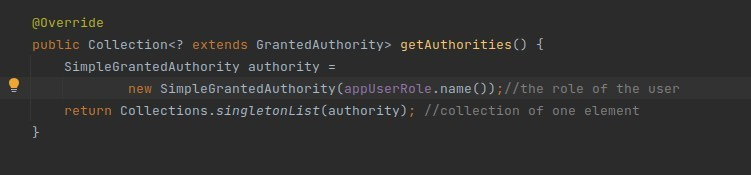 @Override
public Collection<? extends GrantedAuthority> getAuthorities() {
SimpleGrantedAuthority authority =
new SimpleGrantedAuthority(appUserRole.name());//the role of the user
return Collections.singletonList(authority); //collection of one element
}